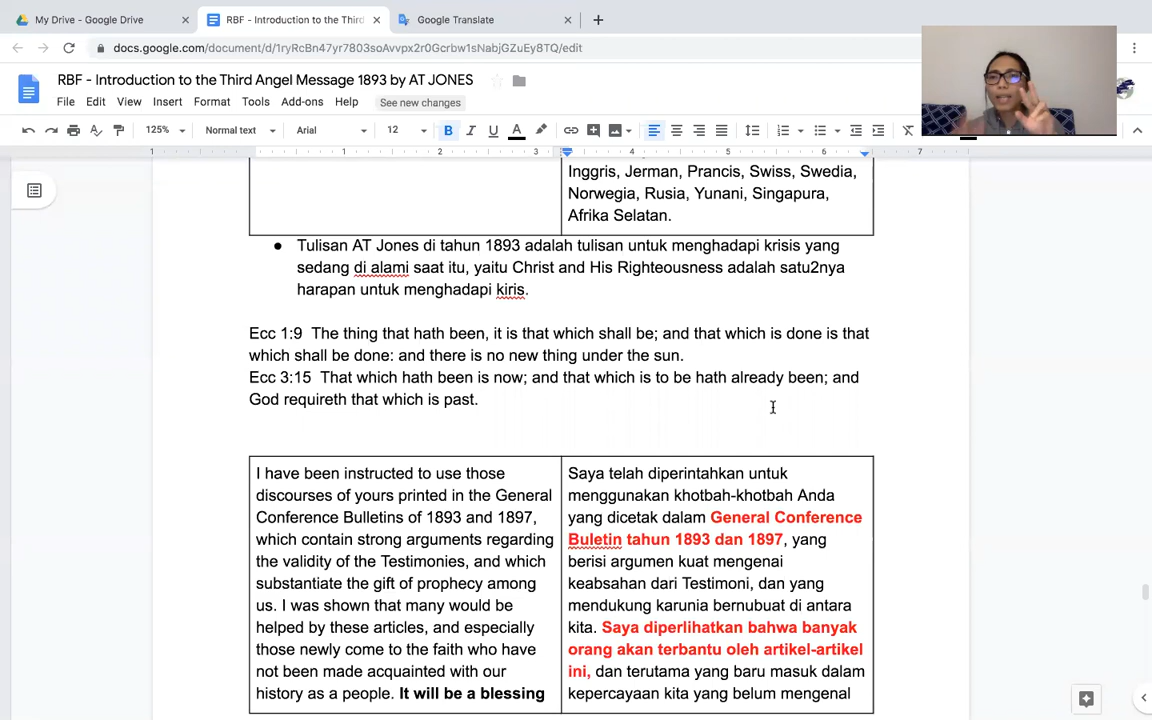 My Drive - Google Drive
RBF - Introduction to the Third
Google Translate
docs.google.com/document/d/1ryRcBn47yr7803soAvvpx2r0Gcrbw1sNabjGZuEy8TQ/edit
RBF - Introduction to the Third Angel Message 1893 by AT JONES
File Edit View Insert Format Tools Add-ons Help See new changes
125% Normal text Arial 12 B I U A
1 1 2 3 4 5 6 7
Inggris, Jerman, Prancis, Swiss, Swedia,
Norwegia, Rusia, Yunani, Singapura,
Afrika Selatan.
● Tulisan AT Jones di tahun 1893 adalah tulisan untuk menghadapi krisis yang
sedang di alami saat itu, yaitu Christ and His Righteousness adalah satu2nya
harapan untuk menghadapi kiris.
Ecc 1:9 The thing that hath been, it is that which shall be; and that which is done is that
which shall be done: and there is no new thing under the sun.
Ecc 3:15 That which hath been is now; and that which is to be hath already been; and
God requireth that which is past.
I have been instructed to use those
discourses of yours printed in the General
Conference Bulletins of 1893 and 1897,
which contain strong arguments regarding
the validity of the Testimonies, and which
substantiate the gift of prophecy among
us. I was shown that many would be
helped by these articles, and especially
those newly come to the faith who have
not been made acquainted with our
history as a people. It will be a blessing
Saya telah diperintahkan untuk
menggunakan khotbah-khotbah Anda
yang dicetak dalam General Conference
Buletin tahun 1893 dan 1897, yang
berisi argumen kuat mengenai
keabsahan dari Testimoni, dan yang
mendukung karunia bernubuat di antara
kita. Saya diperlihatkan bahwa banyak
orang akan terbantu oleh artikel-artikel
ini, dan terutama yang baru masuk dalam
kepercayaan kita yang belum mengenal